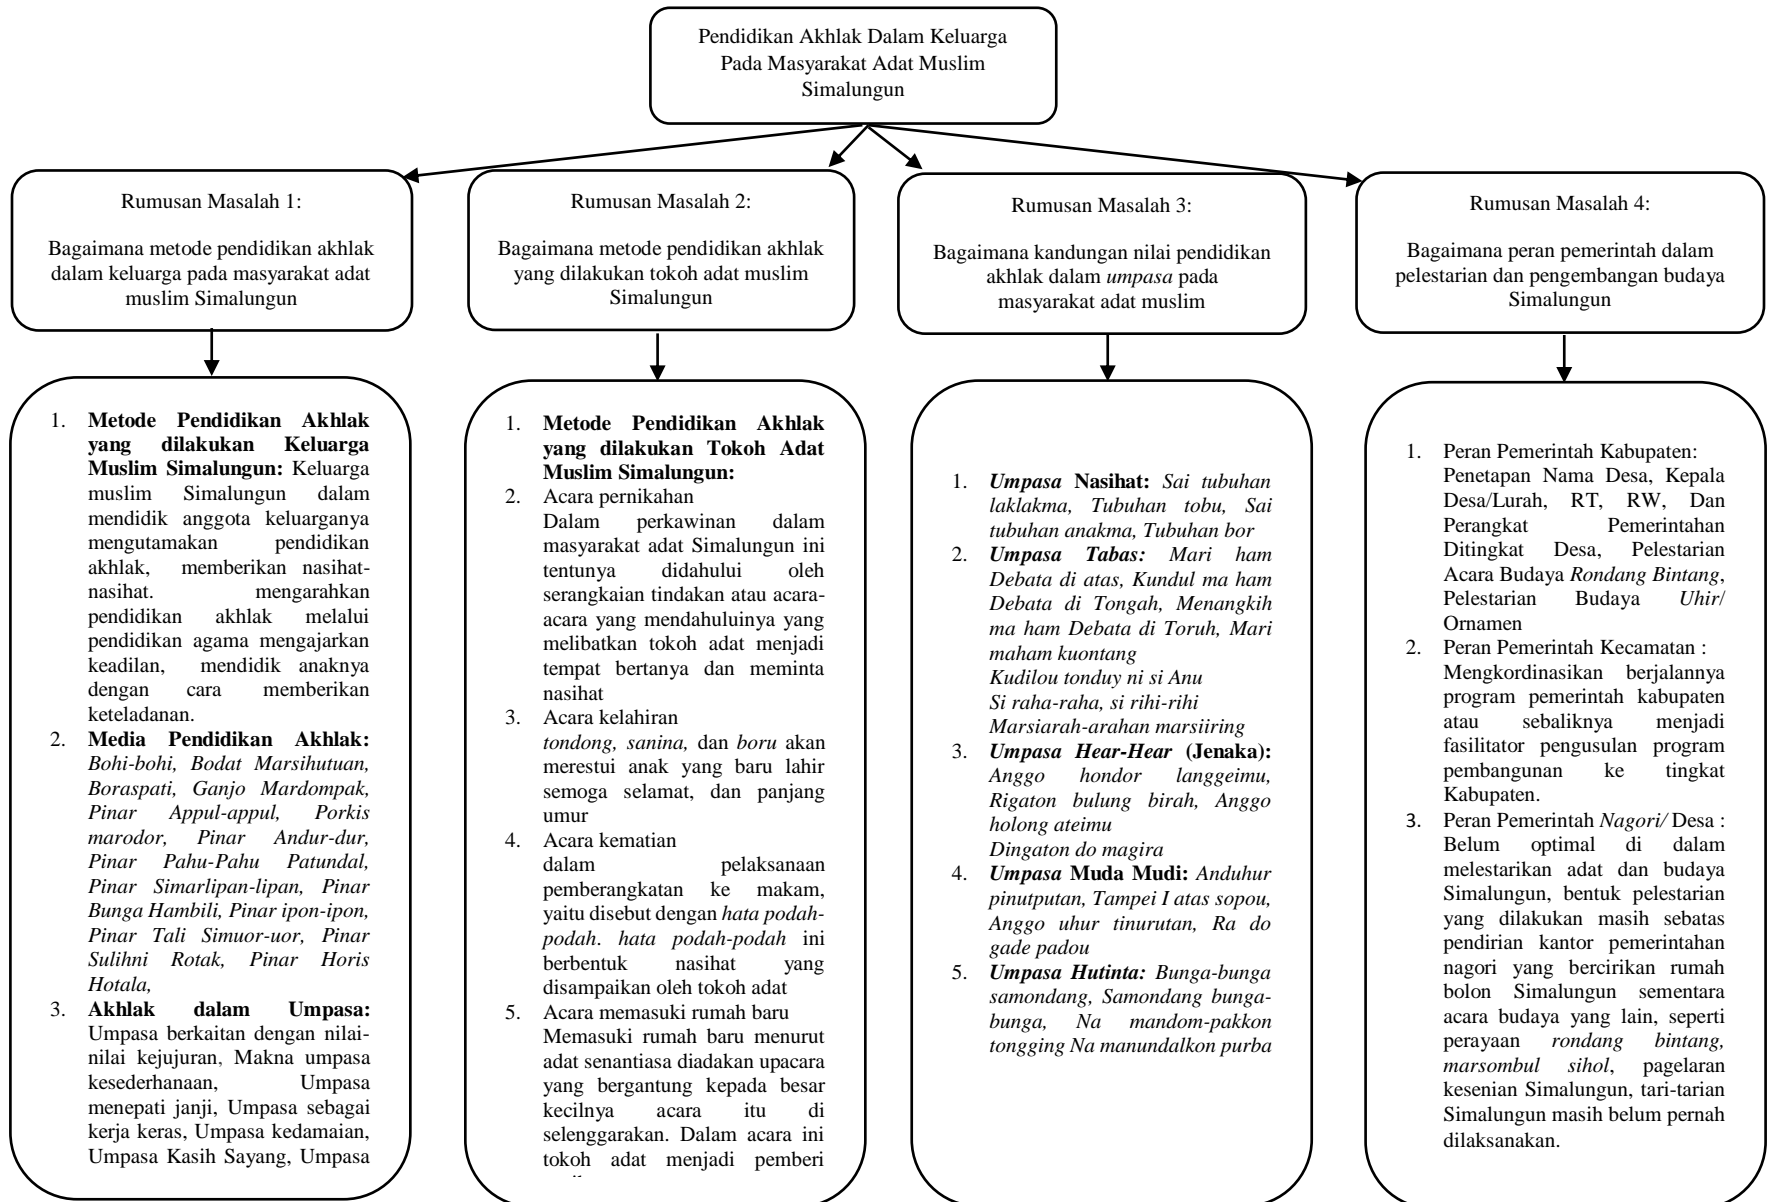 Pendidikan Akhlak Dalam Keluarga
Pada Masyarakat Adat Muslim
Simalungun
Rumusan Masalah 1:
Bagaimana metode pendidikan akhlak
dalam keluarga pada masyarakat adat
muslim Simalungun
Rumusan Masalah 2:
Bagaimana metode pendidikan akhlak
yang dilakukan tokoh adat muslim
Simalungun
Rumusan Masalah 3:
Bagaimana kandungan nilai pendidikan
akhlak dalam umpasa pada
masyarakat adat muslim
Rumusan Masalah 4:
Bagaimana peran pemerintah dalam
pelestarian dan pengembangan budaya
Simalungun
1. Metode Pendidikan Akhlak
yang dilakukan Keluarga
Muslim Simalungun: Keluarga
muslim Simalungun dalam
mendidik anggota keluarganya
mengutamakan pendidikan
akhlak, memberikan nasihat-
nasihat. mengarahkan
pendidikan akhlak melalui
pendidikan agama mengajarkan
keadilan, mendidik anaknya
dengan cara memberikan
keteladanan.
2. Media Pendidikan Akhlak:
Bohi-bohi, Bodat Marsihutuan,
Boraspati, Ganjo Mardompak,
Pinar Appul-appul, Porkis
marodor, Pinar Andur-dur,
Pinar Pahu-Pahu Patundal,
Pinar Simarlipan-lipan, Pinar
Bunga Hambili, Pinar ipon-ipon,
Pinar Tali Simuor-uor, Pinar
Sulihni Rotak, Pinar Horis
Hotala,
3. Akhlak dalam Umpasa:
Umpasa berkaitan dengan nilai-
nilai kejujuran, Makna umpasa
kesederhanaan, Umpasa
menepati janji, Umpasa sebagai
kerja keras, Umpasa kedamaian,
Umpasa Kasih Sayang, Umpasa
1. Metode Pendidikan Akhlak
yang dilakukan Tokoh Adat
Muslim Simalungun:
2. Acara pernikahan
Dalam perkawinan dalam
masyarakat adat Simalungun ini
tentunya didahului oleh
serangkaian tindakan atau acara-
acara yang mendahuluinya yang
melibatkan tokoh adat menjadi
tempat bertanya dan meminta
nasihat
3. Acara kelahiran
tondong, sanina, dan boru akan
merestui anak yang baru lahir
semoga selamat, dan panjang
umur
4. Acara kematian
dalam pelaksanaan
pemberangkatan ke makam,
yaitu disebut dengan hata podah-
podah. hata podah-podah ini
berbentuk nasihat yang
disampaikan oleh tokoh adat
5. Acara memasuki rumah baru
Memasuki rumah baru menurut
adat senantiasa diadakan upacara
yang bergantung kepada besar
kecilnya acara itu di
selenggarakan. Dalam acara ini
tokoh adat menjadi pemberi
1. Umpasa Nasihat: Sai tubuhan
laklakma, Tubuhan tobu, Sai
tubuhan anakma, Tubuhan bor
2. Umpasa Tabas: Mari ham
Debata di atas, Kundul ma ham
Debata di Tongah, Menangkih
ma ham Debata di Toruh, Mari
maham kuontang
Kudilou tonduy ni si Anu
Si raha-raha, si rihi-rihi
Marsiarah-arahan marsiiring
3. Umpasa Hear-Hear (Jenaka):
Anggo hondor langgeimu,
Rigaton bulung birah, Anggo
holong ateimu
Dingaton do magira
4. Umpasa Muda Mudi: Anduhur
pinutputan, Tampei I atas sopou,
Anggo uhur tinurutan, Ra do
gade padou
5. Umpasa Hutinta: Bunga-bunga
samondang, Samondang bunga-
bunga, Na mandom-pakkon
tongging Na manundalkon purba
1. Peran Pemerintah Kabupaten:
Penetapan Nama Desa, Kepala
Desa/Lurah, RT, RW, Dan
Perangkat Pemerintahan
Ditingkat Desa, Pelestarian
Acara Budaya Rondang Bintang,
Pelestarian Budaya Uhir/
Ornamen
2. Peran Pemerintah Kecamatan :
Mengkordinasikan berjalannya
program pemerintah kabupaten
atau sebaliknya menjadi
fasilitator pengusulan program
pembangunan ke tingkat
Kabupaten.
3. Peran Pemerintah Nagori/ Desa :
Belum optimal di dalam
melestarikan adat dan budaya
Simalungun, bentuk pelestarian
yang dilakukan masih sebatas
pendirian kantor pemerintahan
nagori yang bercirikan rumah
bolon Simalungun sementara
acara budaya yang lain, seperti
perayaan rondang bintang,
marsombul sihol, pagelaran
kesenian Simalungun, tari-tarian
Simalungun masih belum pernah
dilaksanakan.